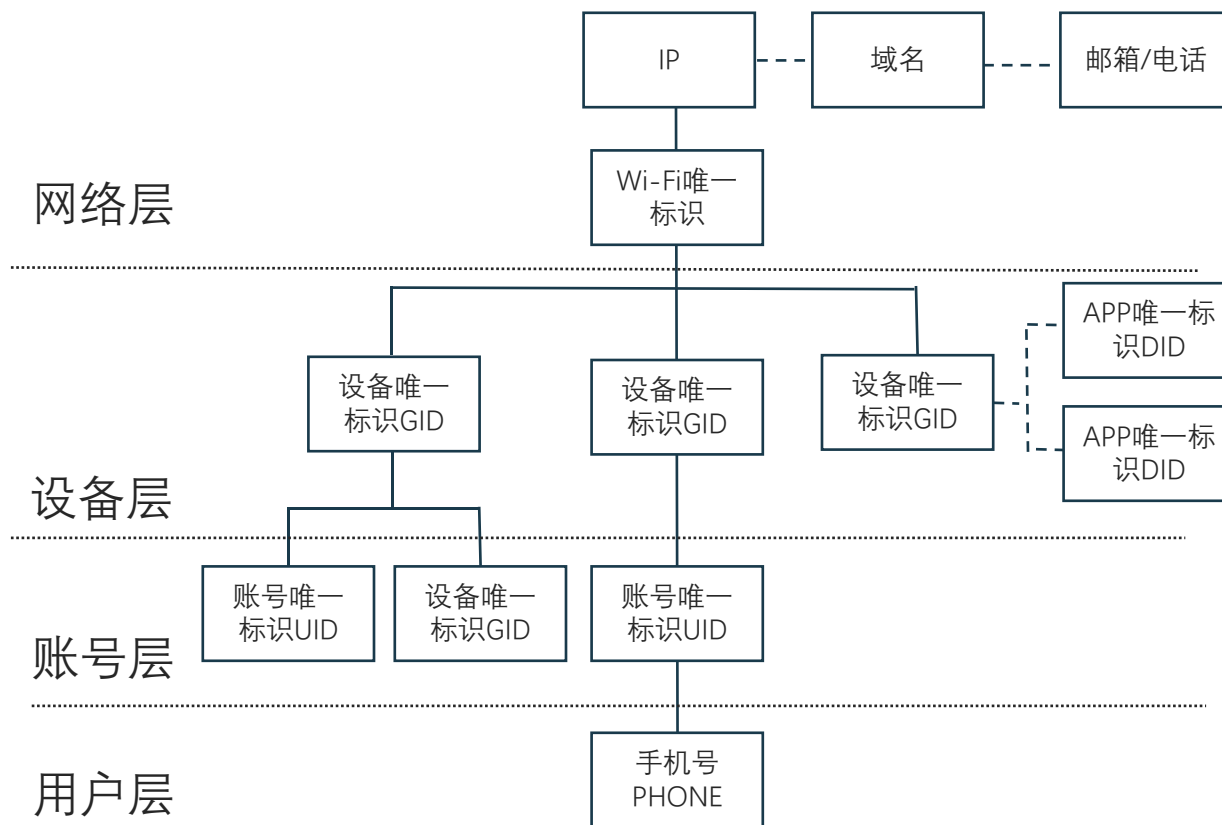 IP
域名
邮箱/电话
网络层
Wi-Fi唯一
标识
APP唯一标
识DID
设备唯一
标识GID
设备唯一
标识GID
设备唯一
标识GID
APP唯一标
识DID
设备层
账号唯一
标识UID
设备唯一
标识GID
账号唯一
标识UID
账号层
手机号
PHONE
用户层